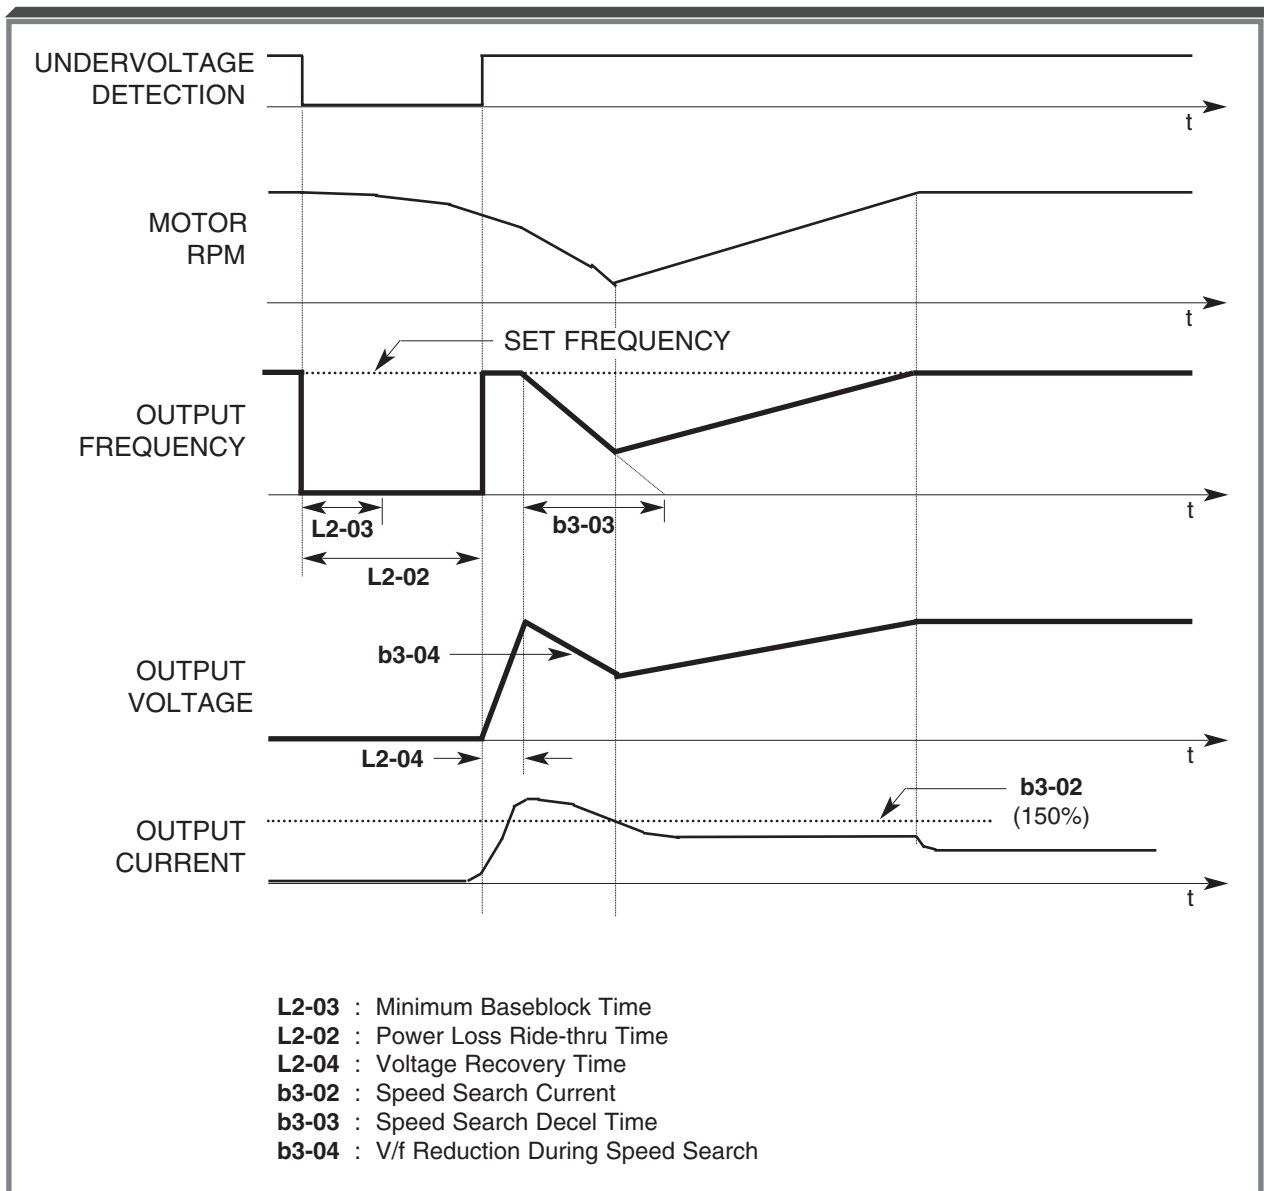 UNDERVOLTAGE
DETECTION
t
MOTOR
RPM
t
SET FREQUENCY
OUTPUT
FREQUENCY
t
L2-03
b3-03
L2-02
b3-04
OUTPUT
VOLTAGE
t
L2-04
b3-02
(150%)
OUTPUT
CURRENT
t
L2-03 : Minimum Baseblock Time
L2-02 : Power Loss Ride-thru Time
L2-04 : Voltage Recovery Time
b3-02 : Speed Search Current
b3-03 : Speed Search Decel Time
b3-04 : V/f Reduction During Speed Search